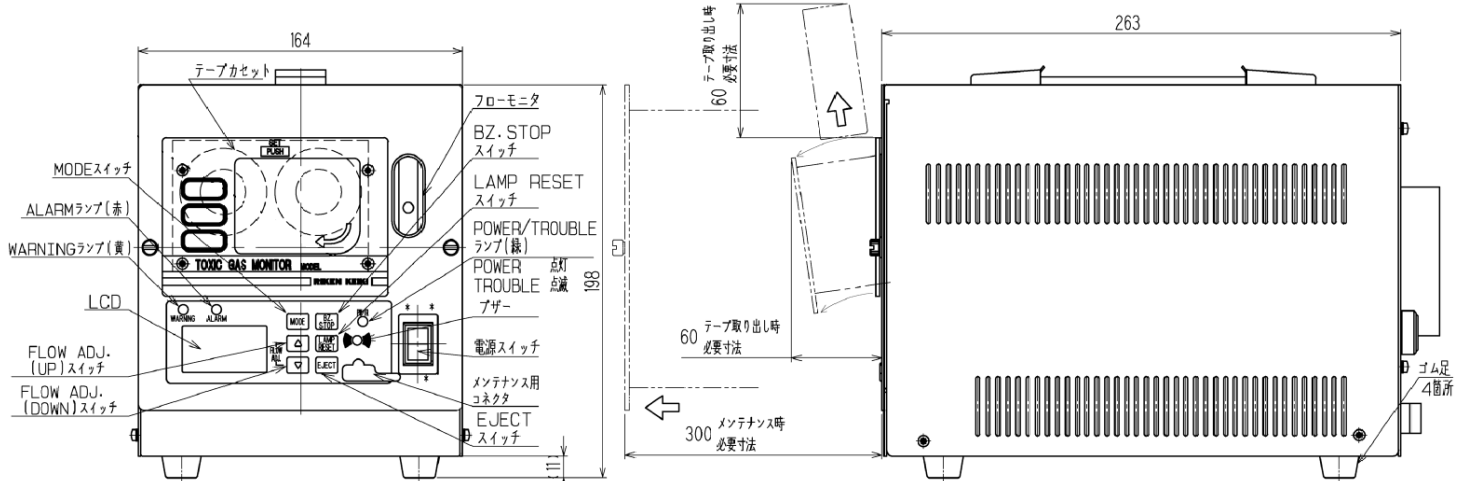 164
テープカセット
フローモニタ
BZ.STOP
スイッチ
MODEスイッチ
LAMP RESET
スイッチ
ALARMランプ(赤)
POWER/TROUBLE
ランプ(緑)
WARNINGランプ(黄)
POWER 点灯
TROUBLE 点滅
LCD
ブザー
電源スイッチ
FLOW ADJ.
(UP)スイッチ
メンテナンス用
コネクタ
FLOW ADJ.
(DOWN)スイッチ
EJECT
スイッチ
SET
PUSH
TOXIC GAS MONITOR MODEL
RIKEN KEIKI
WARNING
ALARM
MODE
BZ.
STOP
LAMP
RESET
FLOW
ADJ.
EJECT
* *
*
198
(11)
60 テープ取り出し時
必要寸法
263
60 テープ取り出し時
必要寸法
300 メンテナンス時
必要寸法
ゴム足
4箇所